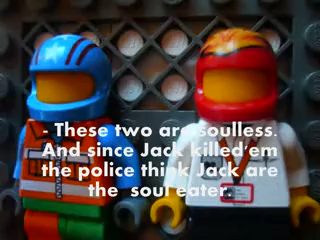 - These two are soulless.
And since Jack killed'em
the police think Jack are
the soul eater.